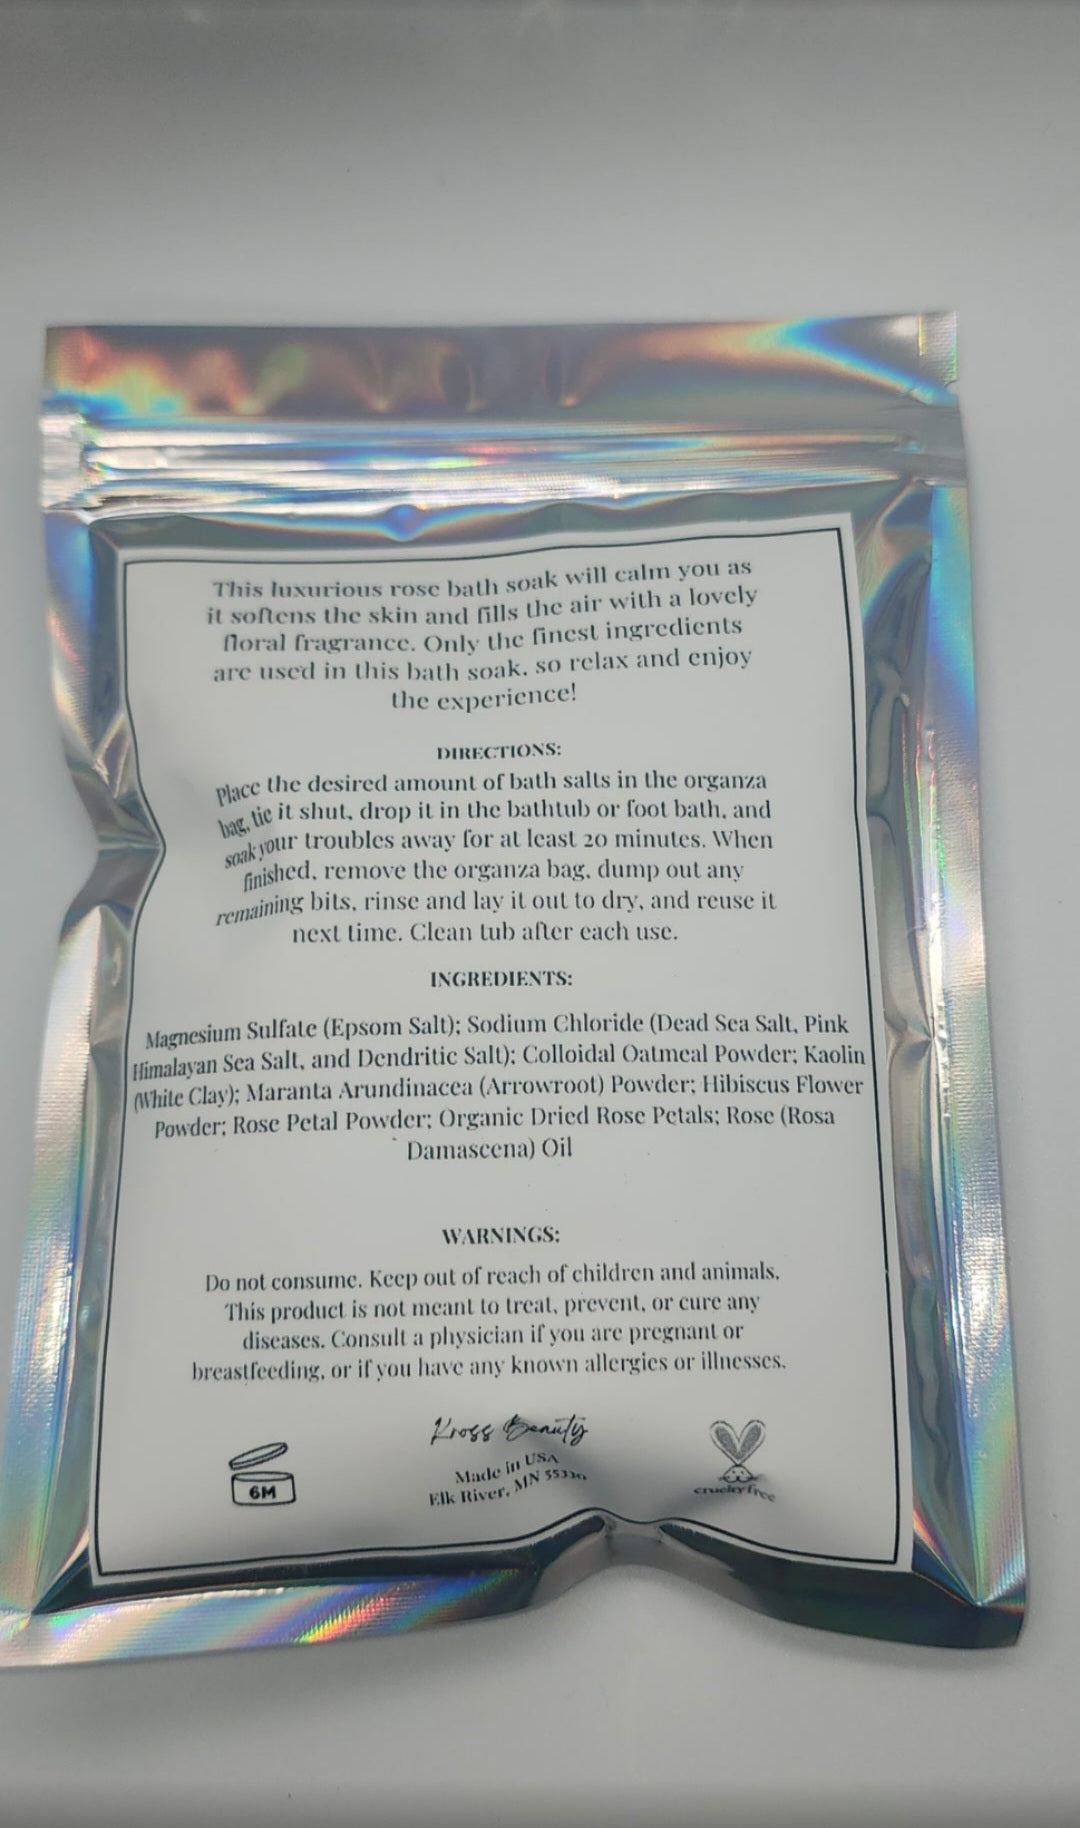 This luxurious rose bath soak will calm you as
it softens the skin and fills the air with a lovely
floral fragrance. Only the finest ingredients
are used in this bath soak, so relax and enjoy
the experience!
DIRECTIONS:
Place the desired amount of bath salts in the organza
bag, tie it shut, drop it in the bathtub or foot bath, and
soak your troubles away for at least 20 minutes. When
finished, remove the organza bag, dump out any
remaining bits, rinse and lay it out to dry, and reuse it
next time. Clean tub after each use.
INGREDIENTS:
Magnesium Sulfate (Epsom Salt); Sodium Chloride (Dead Sea Salt, Pink
Himalayan Sea Salt, and Dendritic Salt); Colloidal Oatmeal Powder; Kaolin
(White Clay); Maranta Arundinacea (Arrowroot) Powder; Hibiscus Flower
Powder; Rose Petal Powder; Organic Dried Rose Petals; Rose (Rosa
Damascena) Oil
WARNINGS:
Do not consume. Keep out of reach of children and animals.
This product is not meant to treat, prevent, or cure any
diseases. Consult a physician if you are pregnant or
breastfeeding, or if you have any known allergies or illnesses.
Kross Beauty
Made in USA
Elk River, MN 55330
6M
cruelty free